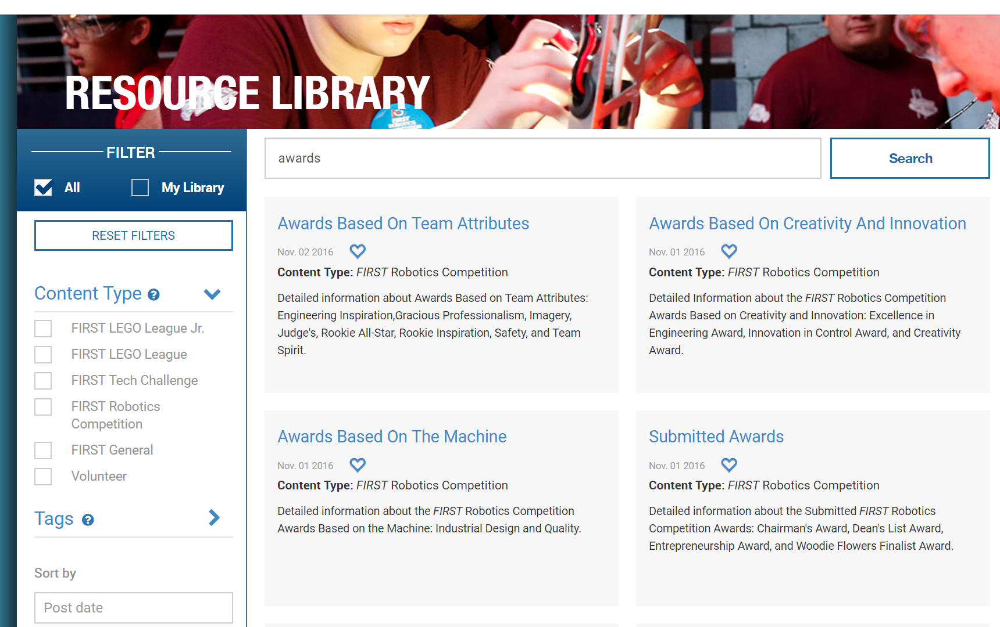 RESOURCE LIBRARY
FIRST
ROBOTICS
FILTER
All
My Library
RESET FILTERS
Content Type ?
FIRST LEGO League Jr.
FIRST LEGO League
FIRST Tech Challenge
FIRST Robotics
Competition
FIRST General
Volunteer
Tags ?
Sort by
Post date
awards
Search
Awards Based On Team Attributes
Nov. 02 2016
Content Type: FIRST Robotics Competition
Detailed information about Awards Based on Team Attributes:
Engineering Inspiration,Gracious Professionalism, Imagery,
Judge's, Rookie All-Star, Rookie Inspiration, Safety, and Team
Spirit.
Awards Based On Creativity And Innovation
Nov. 01 2016
Content Type: FIRST Robotics Competition
Detailed Information about the FIRST Robotics Competition
Awards Based on Creativity and Innovation: Excellence in
Engineering Award, Innovation in Control Award, and Creativity
Award.
Awards Based On The Machine
Nov. 01 2016
Content Type: FIRST Robotics Competition
Detailed information about the FIRST Robotics Competition
Awards Based on the Machine: Industrial Design and Quality.
Submitted Awards
Nov. 01 2016
Content Type: FIRST Robotics Competition
Detailed information about the Submitted FIRST Robotics
Competition Awards: Chairman's Award, Dean's List Award,
Entrepreneurship Award, and Woodie Flowers Finalist Award.